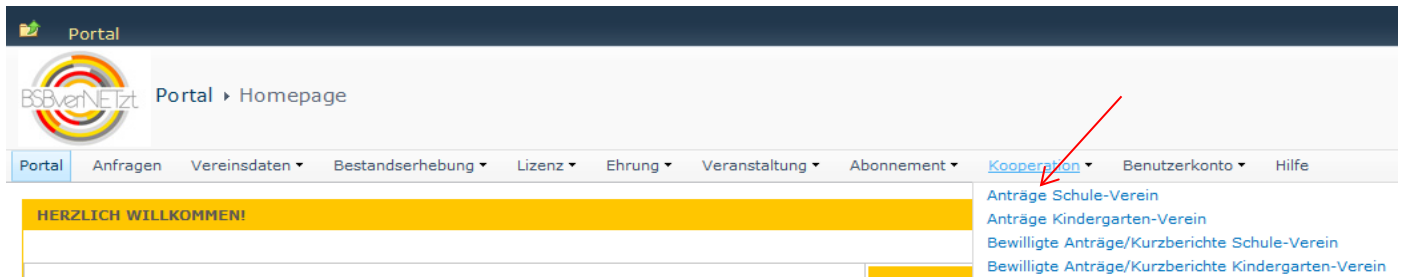 Portal
BSBverNETzt
Portal ▸ Homepage
Portal Anfragen Vereinsdaten Bestandserhebung Lizenz Ehrung Veranstaltung Abonnement Kooperation Benutzerkonto Hilfe
Anträge Schule-Verein
Anträge Kindergarten-Verein
Bewilligte Anträge/Kurzberichte Schule-Verein
Bewilligte Anträge/Kurzberichte Kindergarten-Verein
HERZLICH WILLKOMMEN!